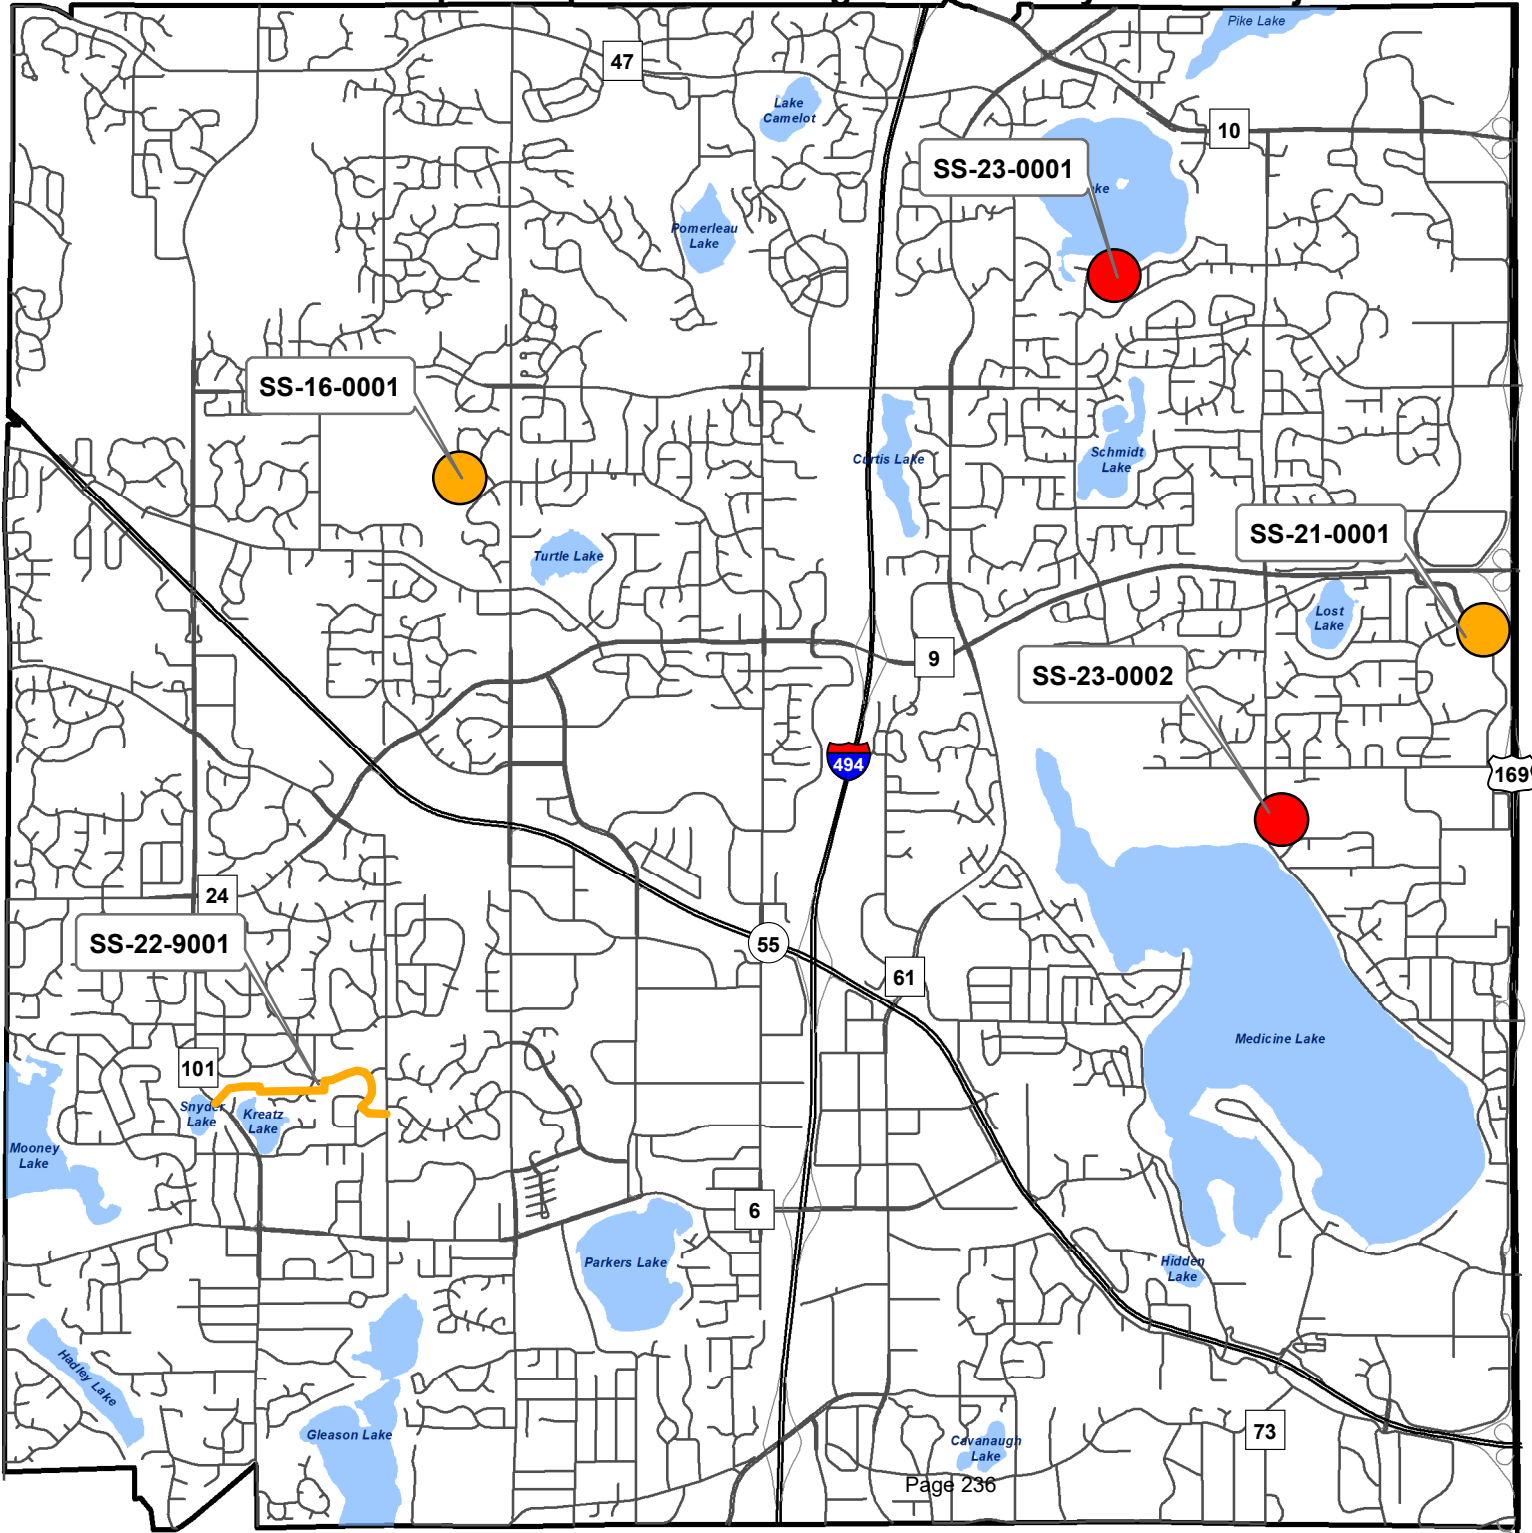 Pike Lake
47
Lake
Camelot
10
SS-23-0001
ke
Pomerleau
Lake
SS-16-0001
Curtis Lake
Schmidt
Lake
SS-21-0001
Turtle Lake
Lost
Lake
9
SS-23-0002
494
169
24
SS-22-9001
55
61
Medicine Lake
101
Snyder
Lake
Kreatz
Lake
Mooney
Lake
6
Parkers Lake
Hidden
Lake
Hadley Lake
Gleason Lake
73
Cavanaugh
Lake
Page 236